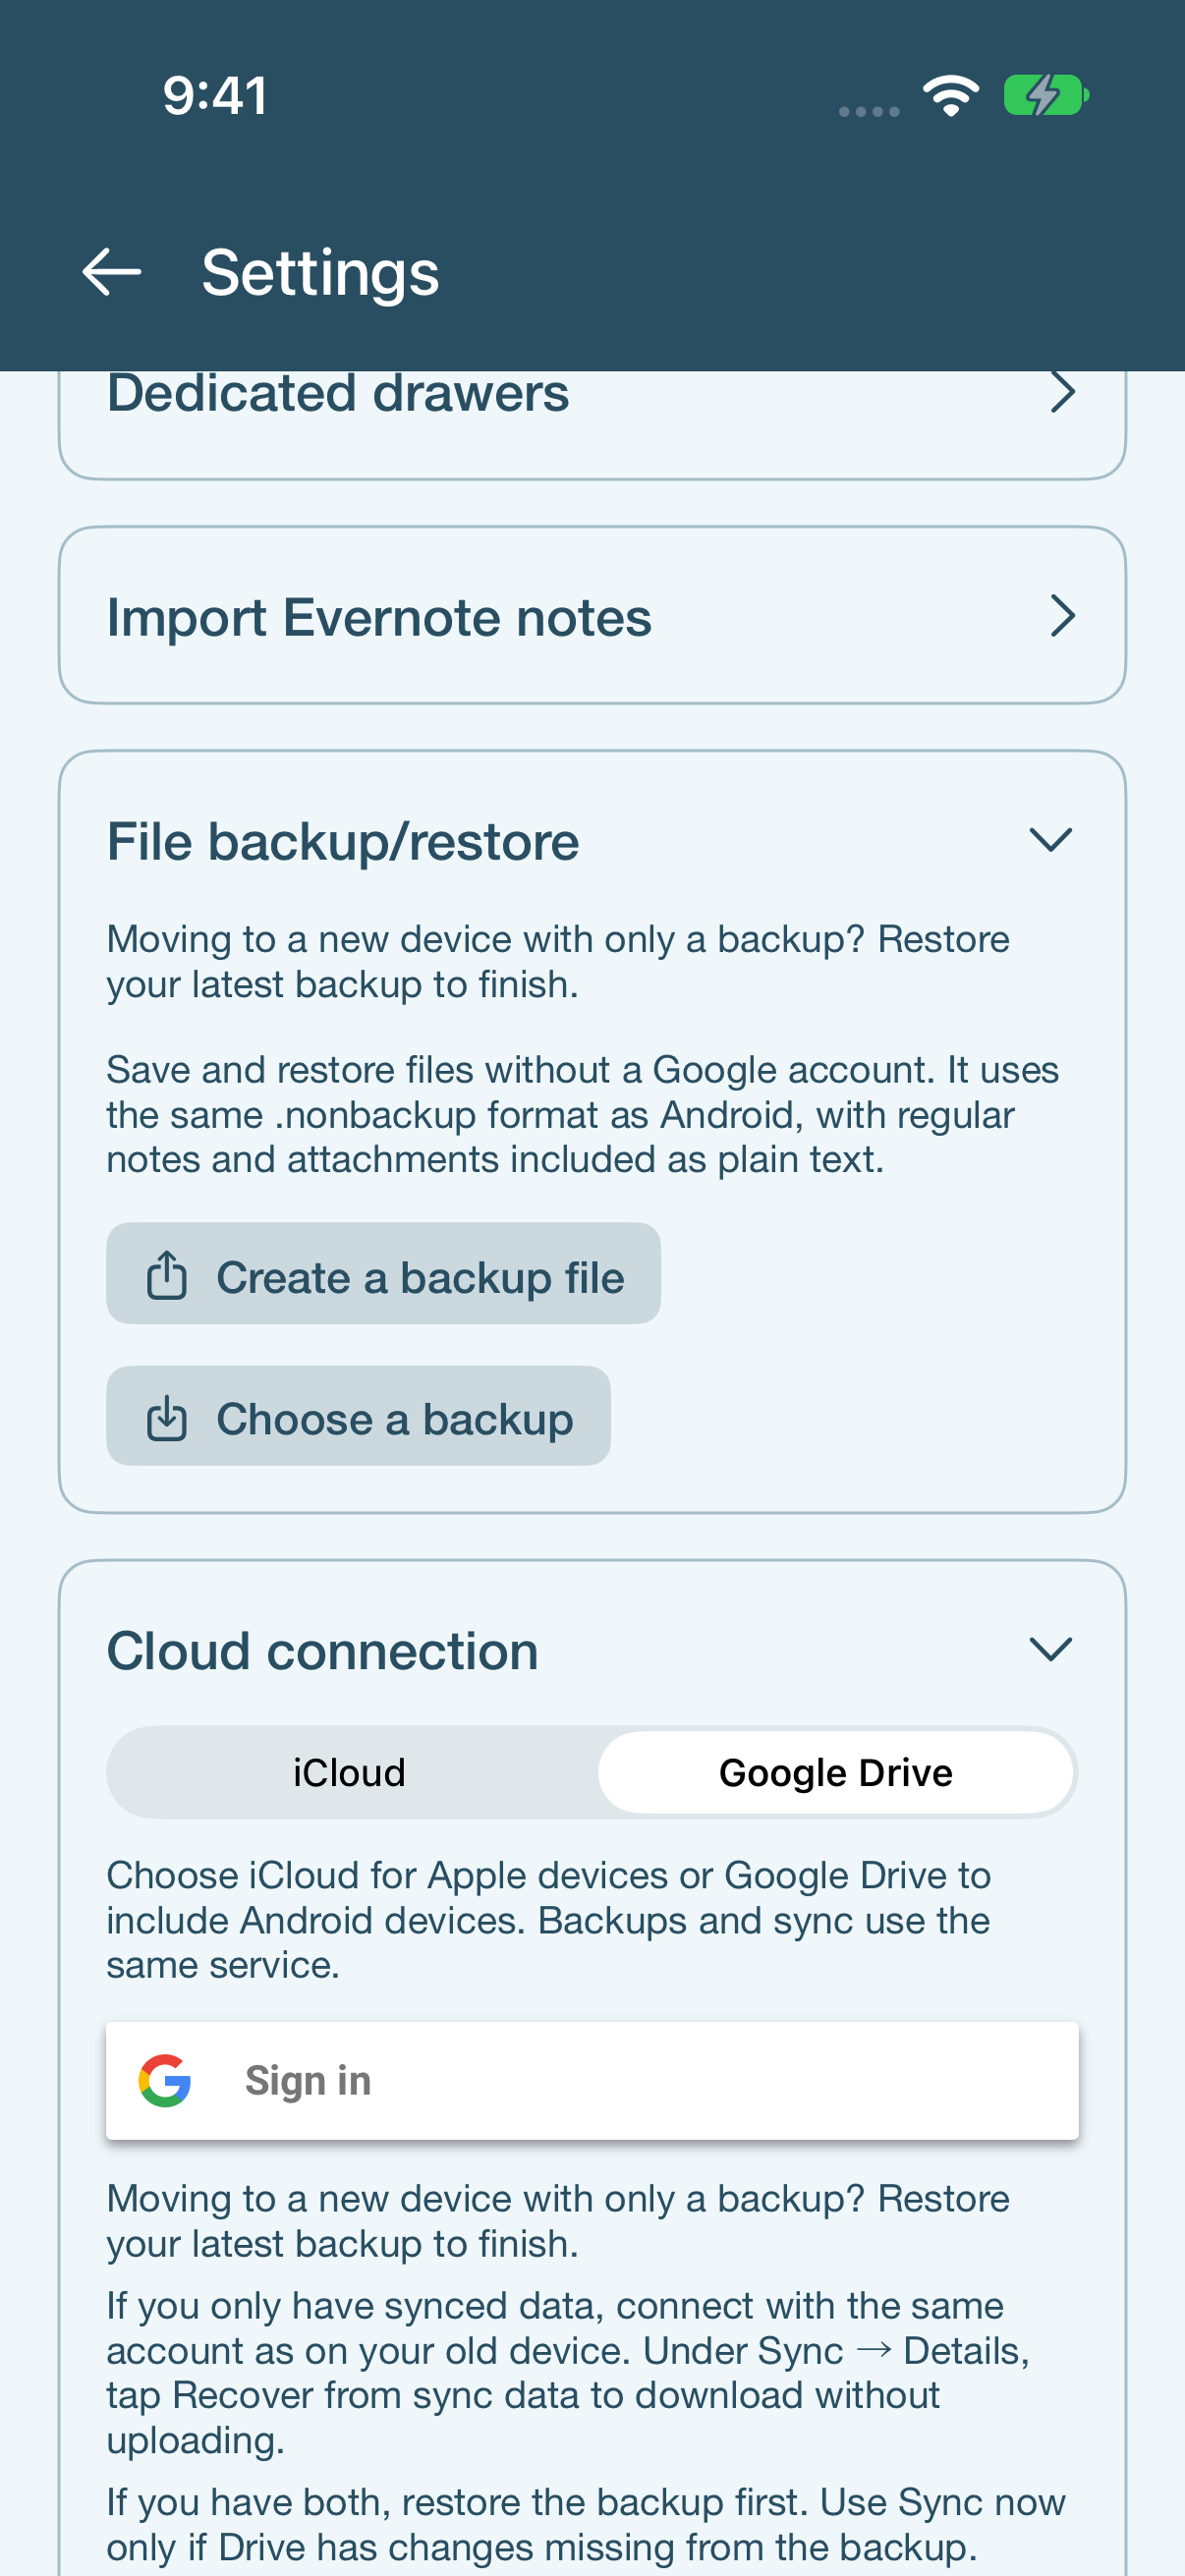 9:41
Settings
Dedicated drawers
Import Evernote notes
File backup/restore
Moving to a new device with only a backup? Restore
your latest backup to finish.
Save and restore files without a Google account. It uses
the same .nonbackup format as Android, with regular
notes and attachments included as plain text.
Create a backup file
Choose a backup
Cloud connection
iCloud
Google Drive
Choose iCloud for Apple devices or Google Drive to
include Android devices. Backups and sync use the
same service.
Sign in
Moving to a new device with only a backup? Restore
your latest backup to finish.
If you only have synced data, connect with the same
account as on your old device. Under Sync → Details,
tap Recover from sync data to download without
uploading.
If you have both, restore the backup first. Use Sync now
only if Drive has changes missing from the backup.